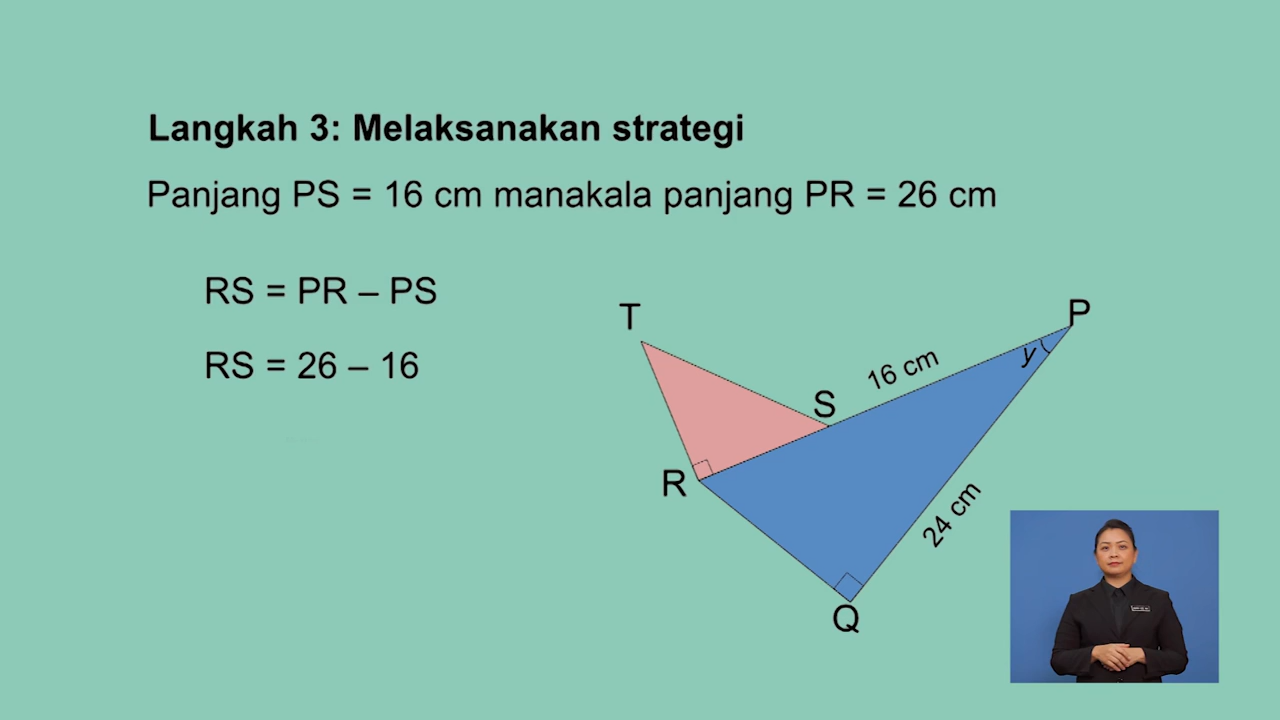 Langkah 3: Melaksanakan strategi
Panjang PS = 16 cm manakala panjang PR = 26 cm
RS = PR – PS
RS = 26 – 16
T
P
y
16 cm
S
R
24 cm
Q